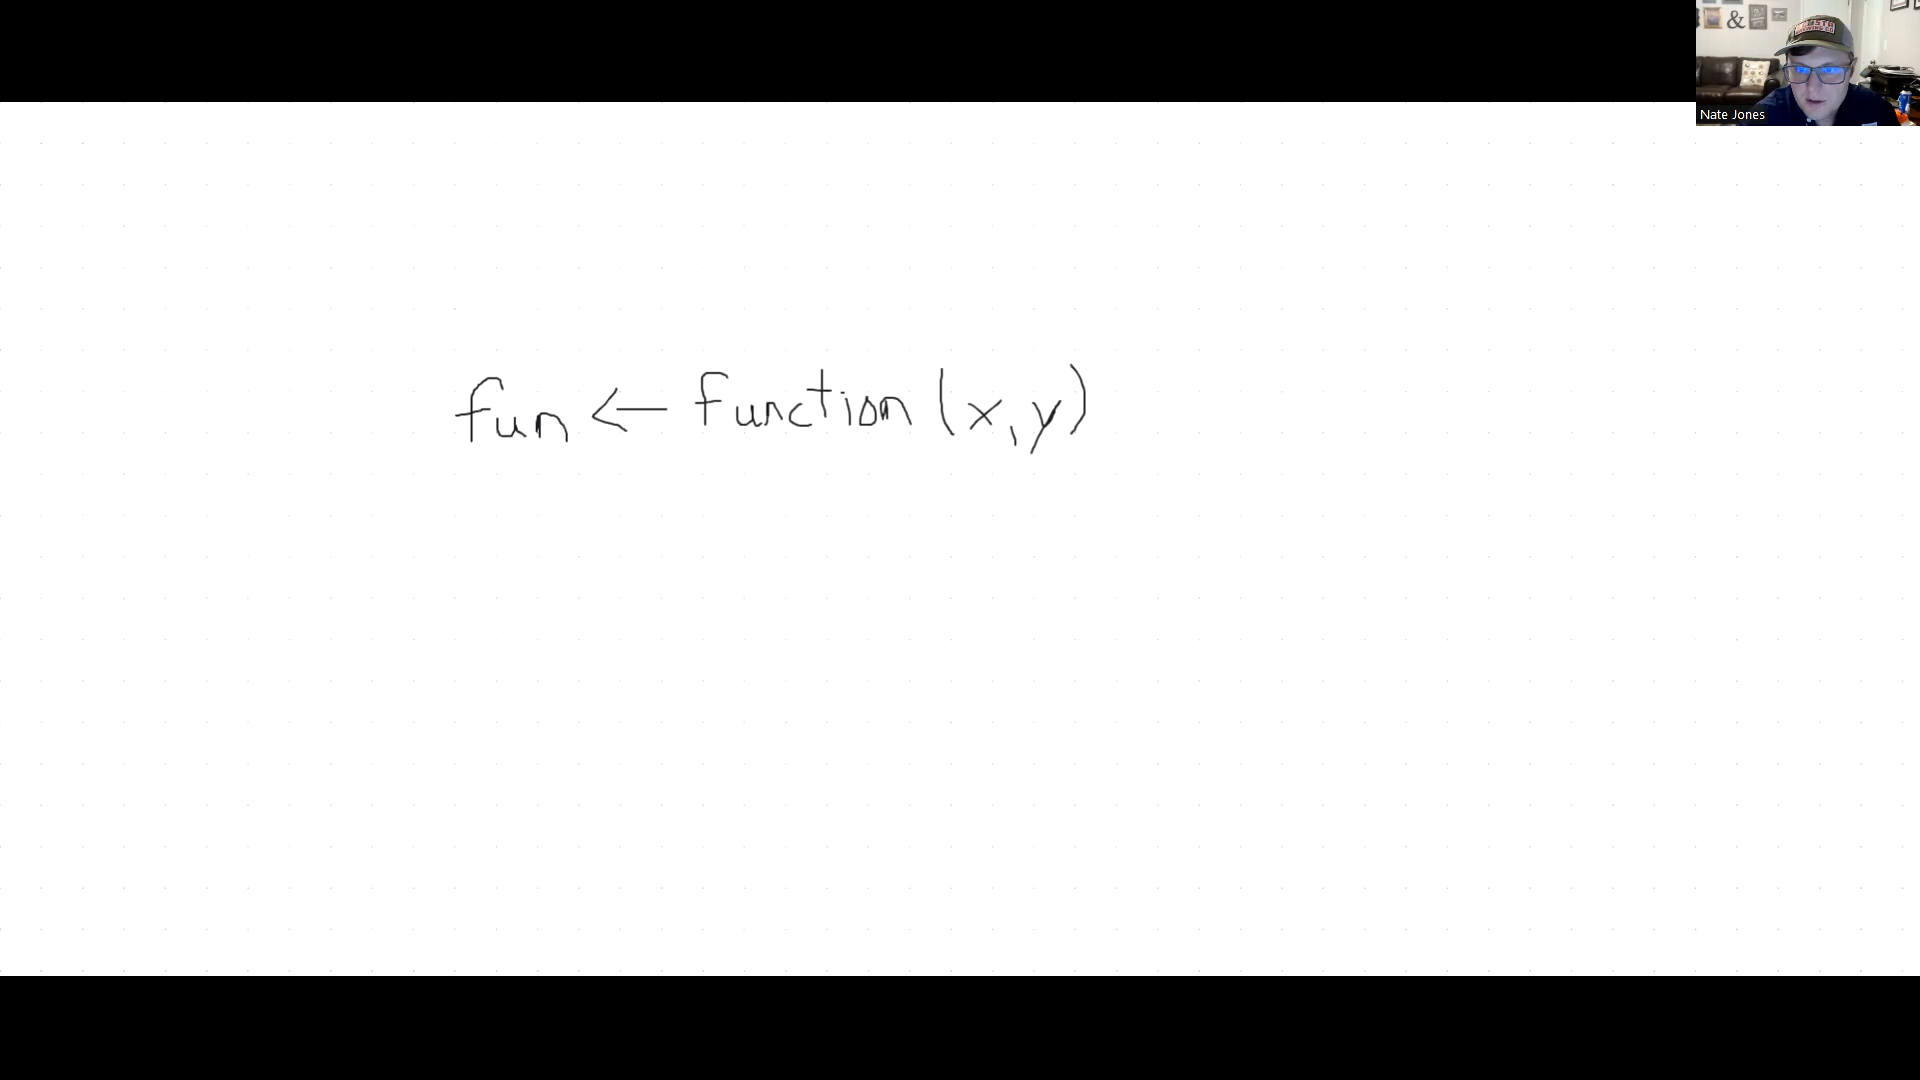 &
Nate Jones
fun ← function (x, y)